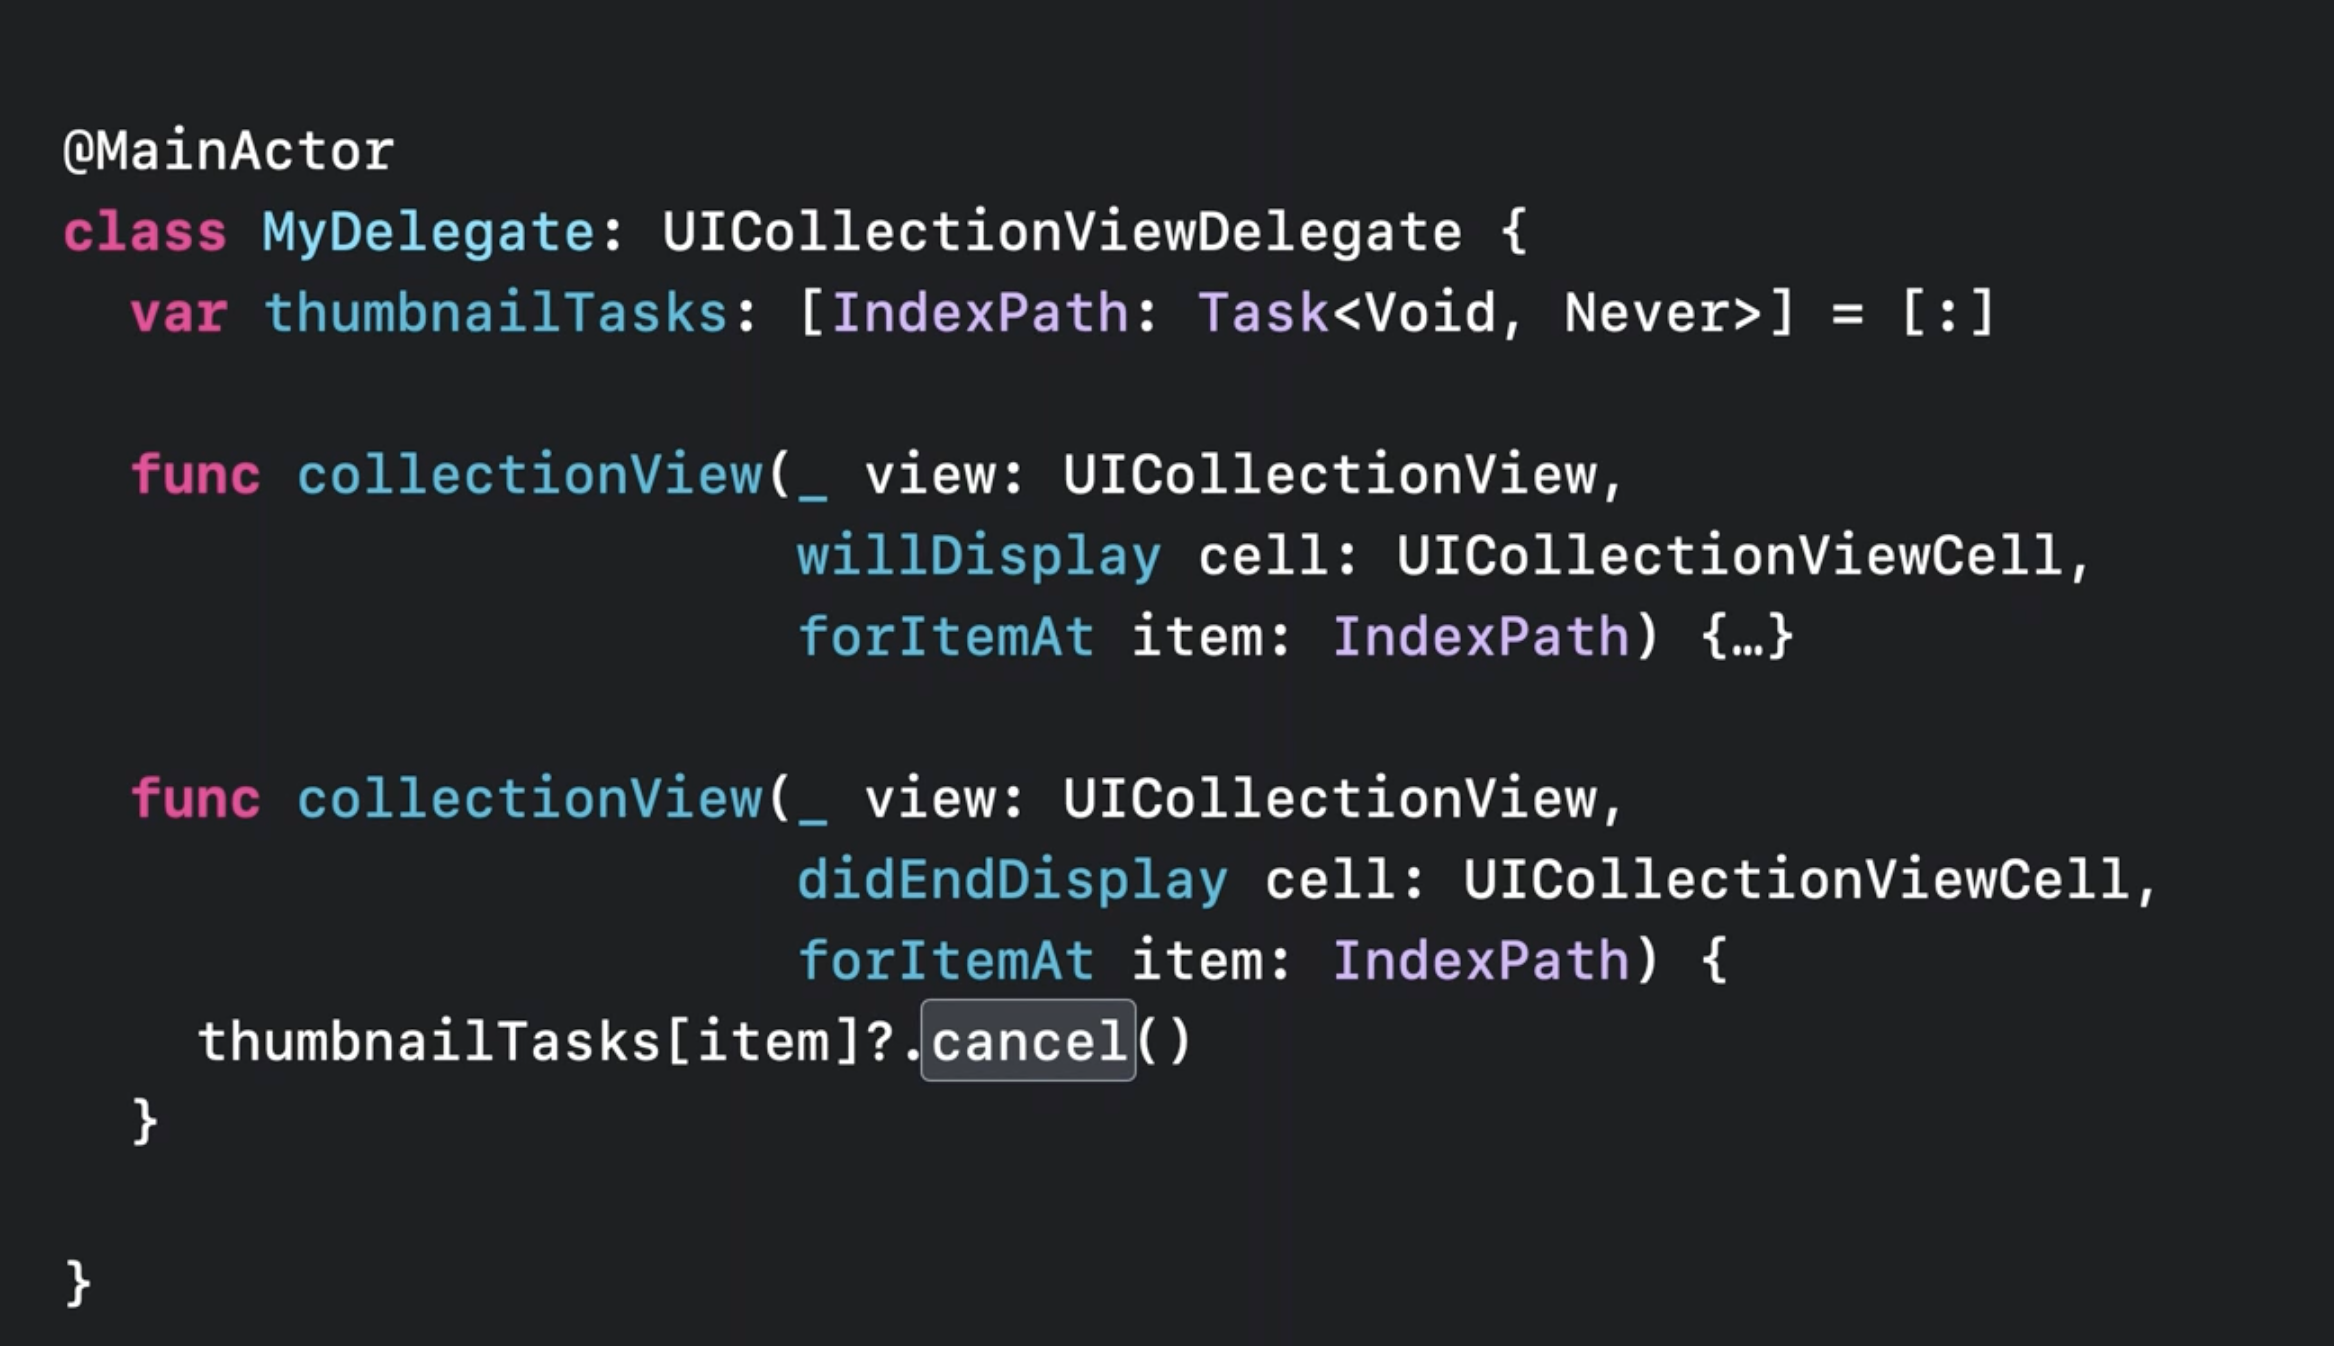 @MainActor
class MyDelegate: UICollectionViewDelegate {
  var thumbnailTasks: [IndexPath: Task<Void, Never>] = [:]
  func collectionView(_ view: UICollectionView,
                      willDisplay cell: UICollectionViewCell,
                      forItemAt item: IndexPath) {…}
  func collectionView(_ view: UICollectionView,
                      didEndDisplay cell: UICollectionViewCell,
                      forItemAt item: IndexPath) {
    thumbnailTasks[item]?.cancel()
  }
}